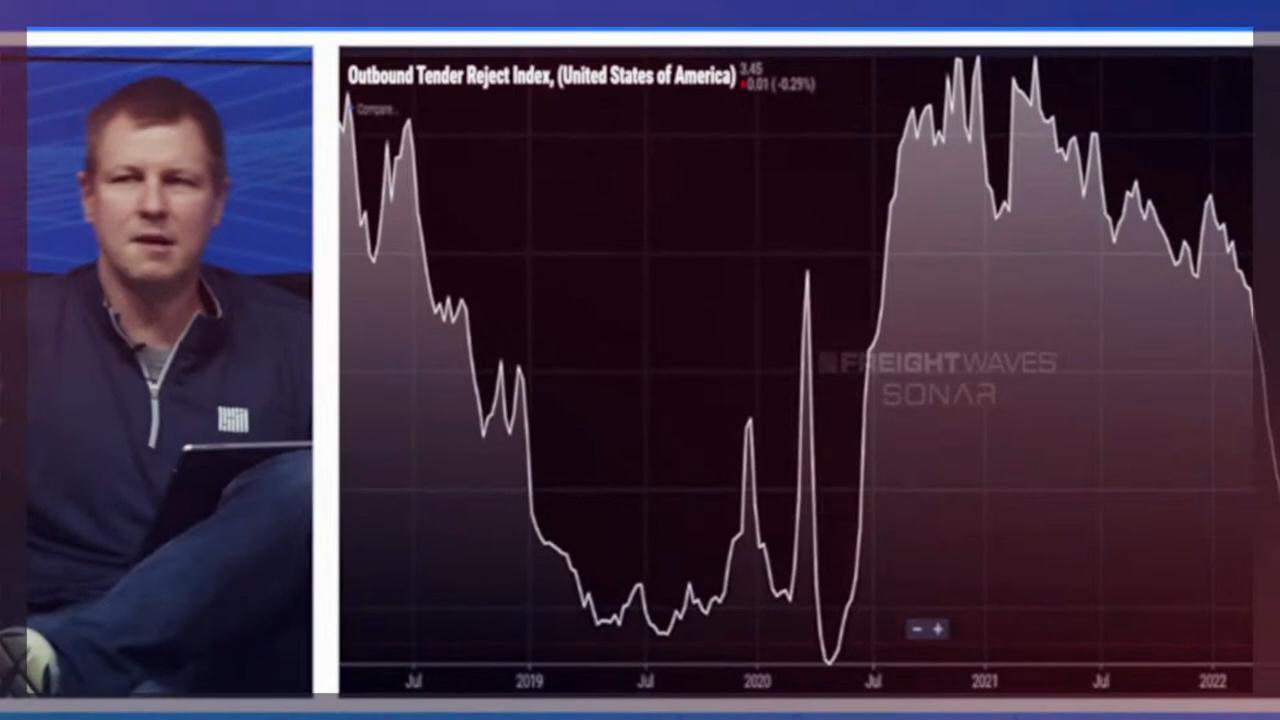 Outbound Tender Reject Index, (United States of America) 3.45
0.01 (-0.29%)
Compare...
FREIGHTWAVES
SONAR
- +
Jul 2019 Jul 2020 Jul 2021 Jul 2022